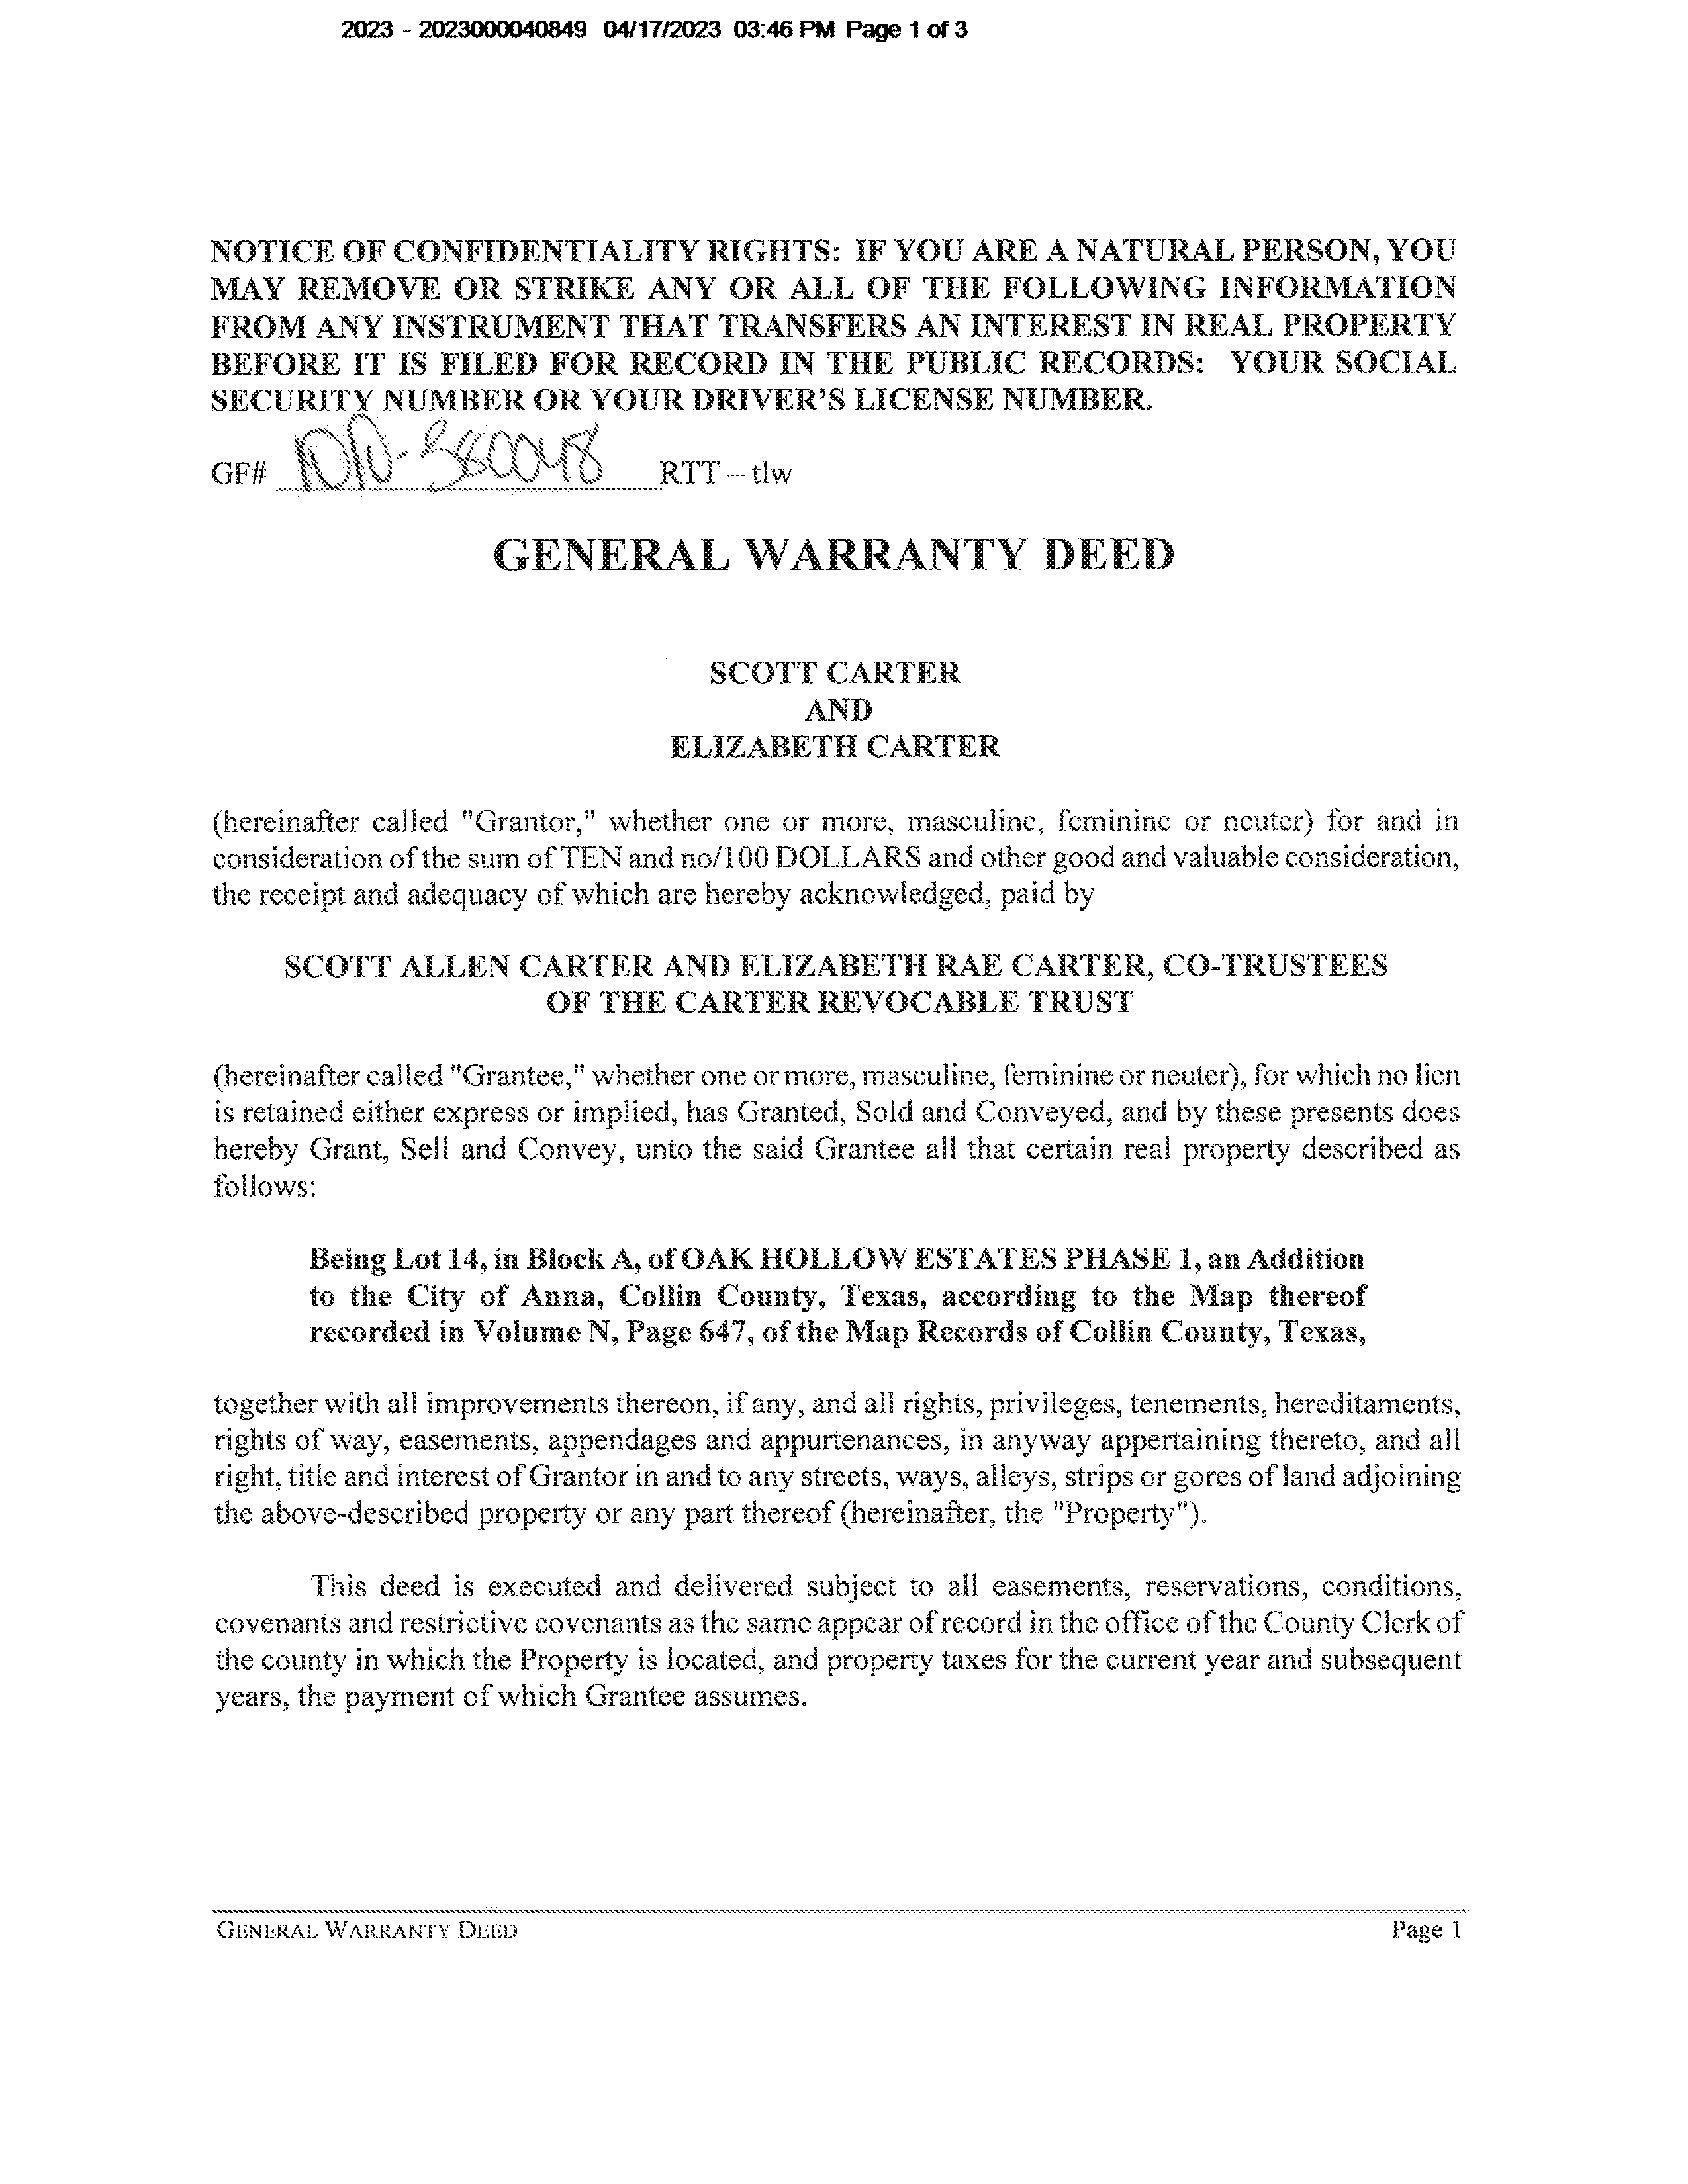 2023 - 2023000040849 04/17/2023 03:46 PM Page 1 of 3
NOTICE OF CONFIDENTIALITY RIGHTS: IF YOU ARE A NATURAL PERSON, YOU
MAY REMOVE OR STRIKE ANY OR ALL OF THE FOLLOWING INFORMATION
FROM ANY INSTRUMENT THAT TRANSFERS AN INTEREST IN REAL PROPERTY
BEFORE IT IS FILED FOR RECORD IN THE PUBLIC RECORDS: YOUR SOCIAL
SECURITY NUMBER OR YOUR DRIVER'S LICENSE NUMBER.
GF# RTT – tlw
GENERAL WARRANTY DEED
SCOTT CARTER
AND
ELIZABETH CARTER
(hereinafter called "Grantor," whether one or more, masculine, feminine or neuter) for and in
consideration of the sum of TEN and no/100 DOLLARS and other good and valuable consideration,
the receipt and adequacy of which are hereby acknowledged, paid by
SCOTT ALLEN CARTER AND ELIZABETH RAE CARTER, CO-TRUSTEES
OF THE CARTER REVOCABLE TRUST
(hereinafter called "Grantee," whether one or more, masculine, feminine or neuter), for which no lien
is retained either express or implied, has Granted, Sold and Conveyed, and by these presents does
hereby Grant, Sell and Convey, unto the said Grantee all that certain real property described as
follows:
Being Lot 14, in Block A, of OAK HOLLOW ESTATES PHASE 1, an Addition
to the City of Anna, Collin County, Texas, according to the Map thereof
recorded in Volume N, Page 647, of the Map Records of Collin County, Texas,
together with all improvements thereon, if any, and all rights, privileges, tenements, hereditaments,
rights of way, easements, appendages and appurtenances, in anyway appertaining thereto, and all
right, title and interest of Grantor in and to any streets, ways, alleys, strips or gores of land adjoining
the above-described property or any part thereof (hereinafter, the "Property").
This deed is executed and delivered subject to all easements, reservations, conditions,
covenants and restrictive covenants as the same appear of record in the office of the County Clerk of
the county in which the Property is located, and property taxes for the current year and subsequent
years, the payment of which Grantee assumes.
GENERAL WARRANTY DEED Page 1